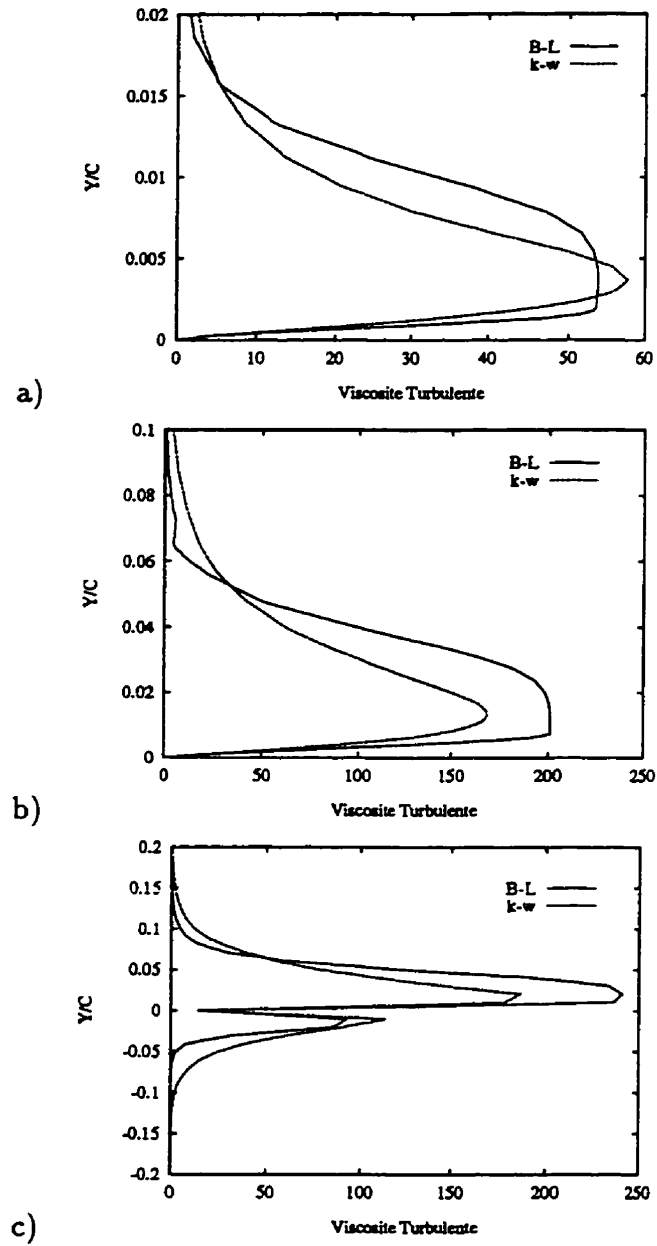 0.02
0.015
0.01
0.005
0
Y/C
B-L
k-w
0 10 20 30 40 50 60
Viscosite Turbulente
a)
0.1
0.08
0.06
0.04
0.02
0
Y/C
B-L
k-w
0 50 100 150 200 250
Viscosite Turbulente
b)
0.2
0.15
0.1
0.05
0
-0.05
-0.1
-0.15
-0.2
Y/C
B-L
k-w
0 50 100 150 200 250
Viscosite Turbulente
c)